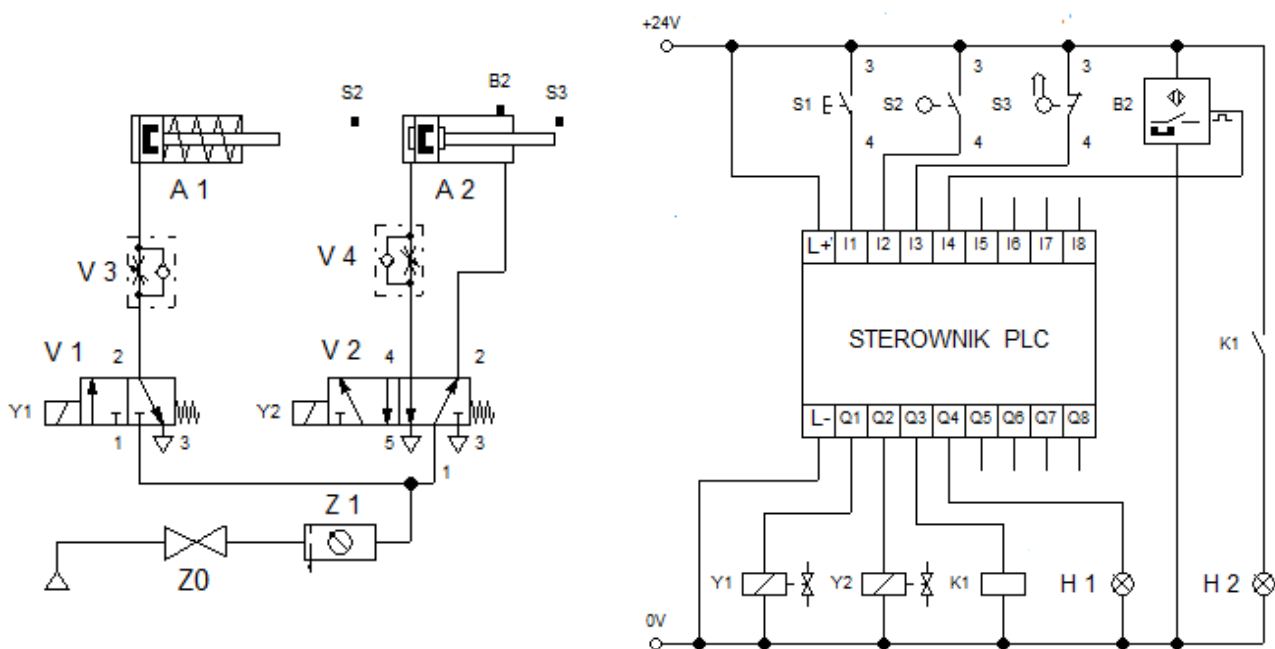 +24V
3 3 3
S2 B2 S3
S1 S2 S3 B2
4 4 4
A 1 A 2
V 3 V 4
L+ I1 I2 I3 I4 I5 I6 I7 I8
STEROWNIK PLC
K1
V 1 2 V 2 4 2
Y1 Y2
1 3 5 3
1
L- Q1 Q2 Q3 Q4 Q5 Q6 Q7 Q8
Z 1
Z0
Y1 Y2 K1 H 1 H 2
0V